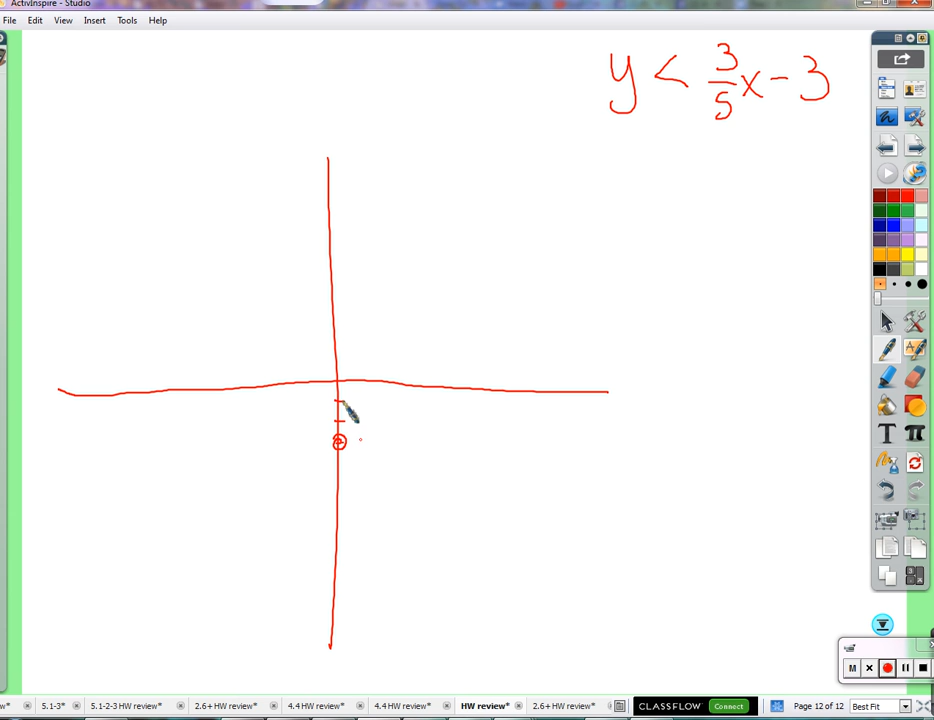 ActivInspire - Studio
File Edit View Insert Tools Help
y < 3/5 x - 3
M
5.1-3* 5.1-2-3 HW review* 2.6+ HW review* 4.4 HW review* 4.4 HW review* HW review* 2.6+ HW review* CLASSFLOW Connect Page 12 of 12 Best Fit